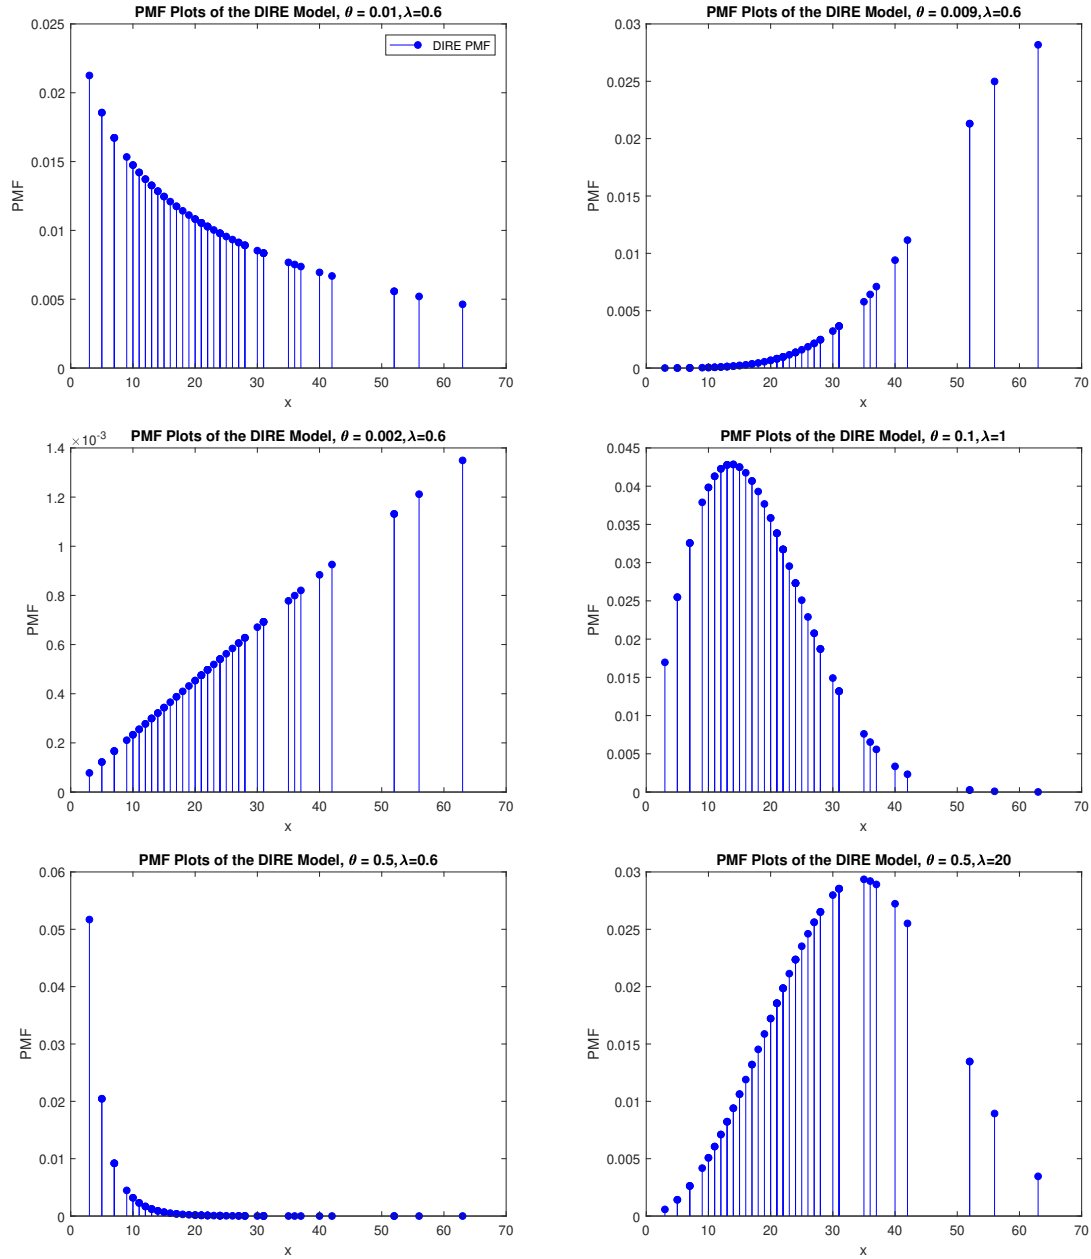 PMF Plots of the DIRE Model, θ = 0.01,λ=0.6
0.025
0.02
0.015
0.01
0.005
0
PMF
DIRE PMF
0 10 20 30 40 50 60 70
x
PMF Plots of the DIRE Model, θ = 0.009,λ=0.6
0.03
0.025
0.02
0.015
0.01
0.005
0
PMF
0 10 20 30 40 50 60 70
x
PMF Plots of the DIRE Model, θ = 0.002,λ=0.6
×10⁻³
1.4
1.2
1
0.8
0.6
0.4
0.2
0
PMF
0 10 20 30 40 50 60 70
x
PMF Plots of the DIRE Model, θ = 0.1,λ=1
0.045
0.04
0.035
0.03
0.025
0.02
0.015
0.01
0.005
0
PMF
0 10 20 30 40 50 60 70
x
PMF Plots of the DIRE Model, θ = 0.5,λ=0.6
0.06
0.05
0.04
0.03
0.02
0.01
0
PMF
0 10 20 30 40 50 60 70
x
PMF Plots of the DIRE Model, θ = 0.5,λ=20
0.03
0.025
0.02
0.015
0.01
0.005
0
PMF
0 10 20 30 40 50 60 70
x